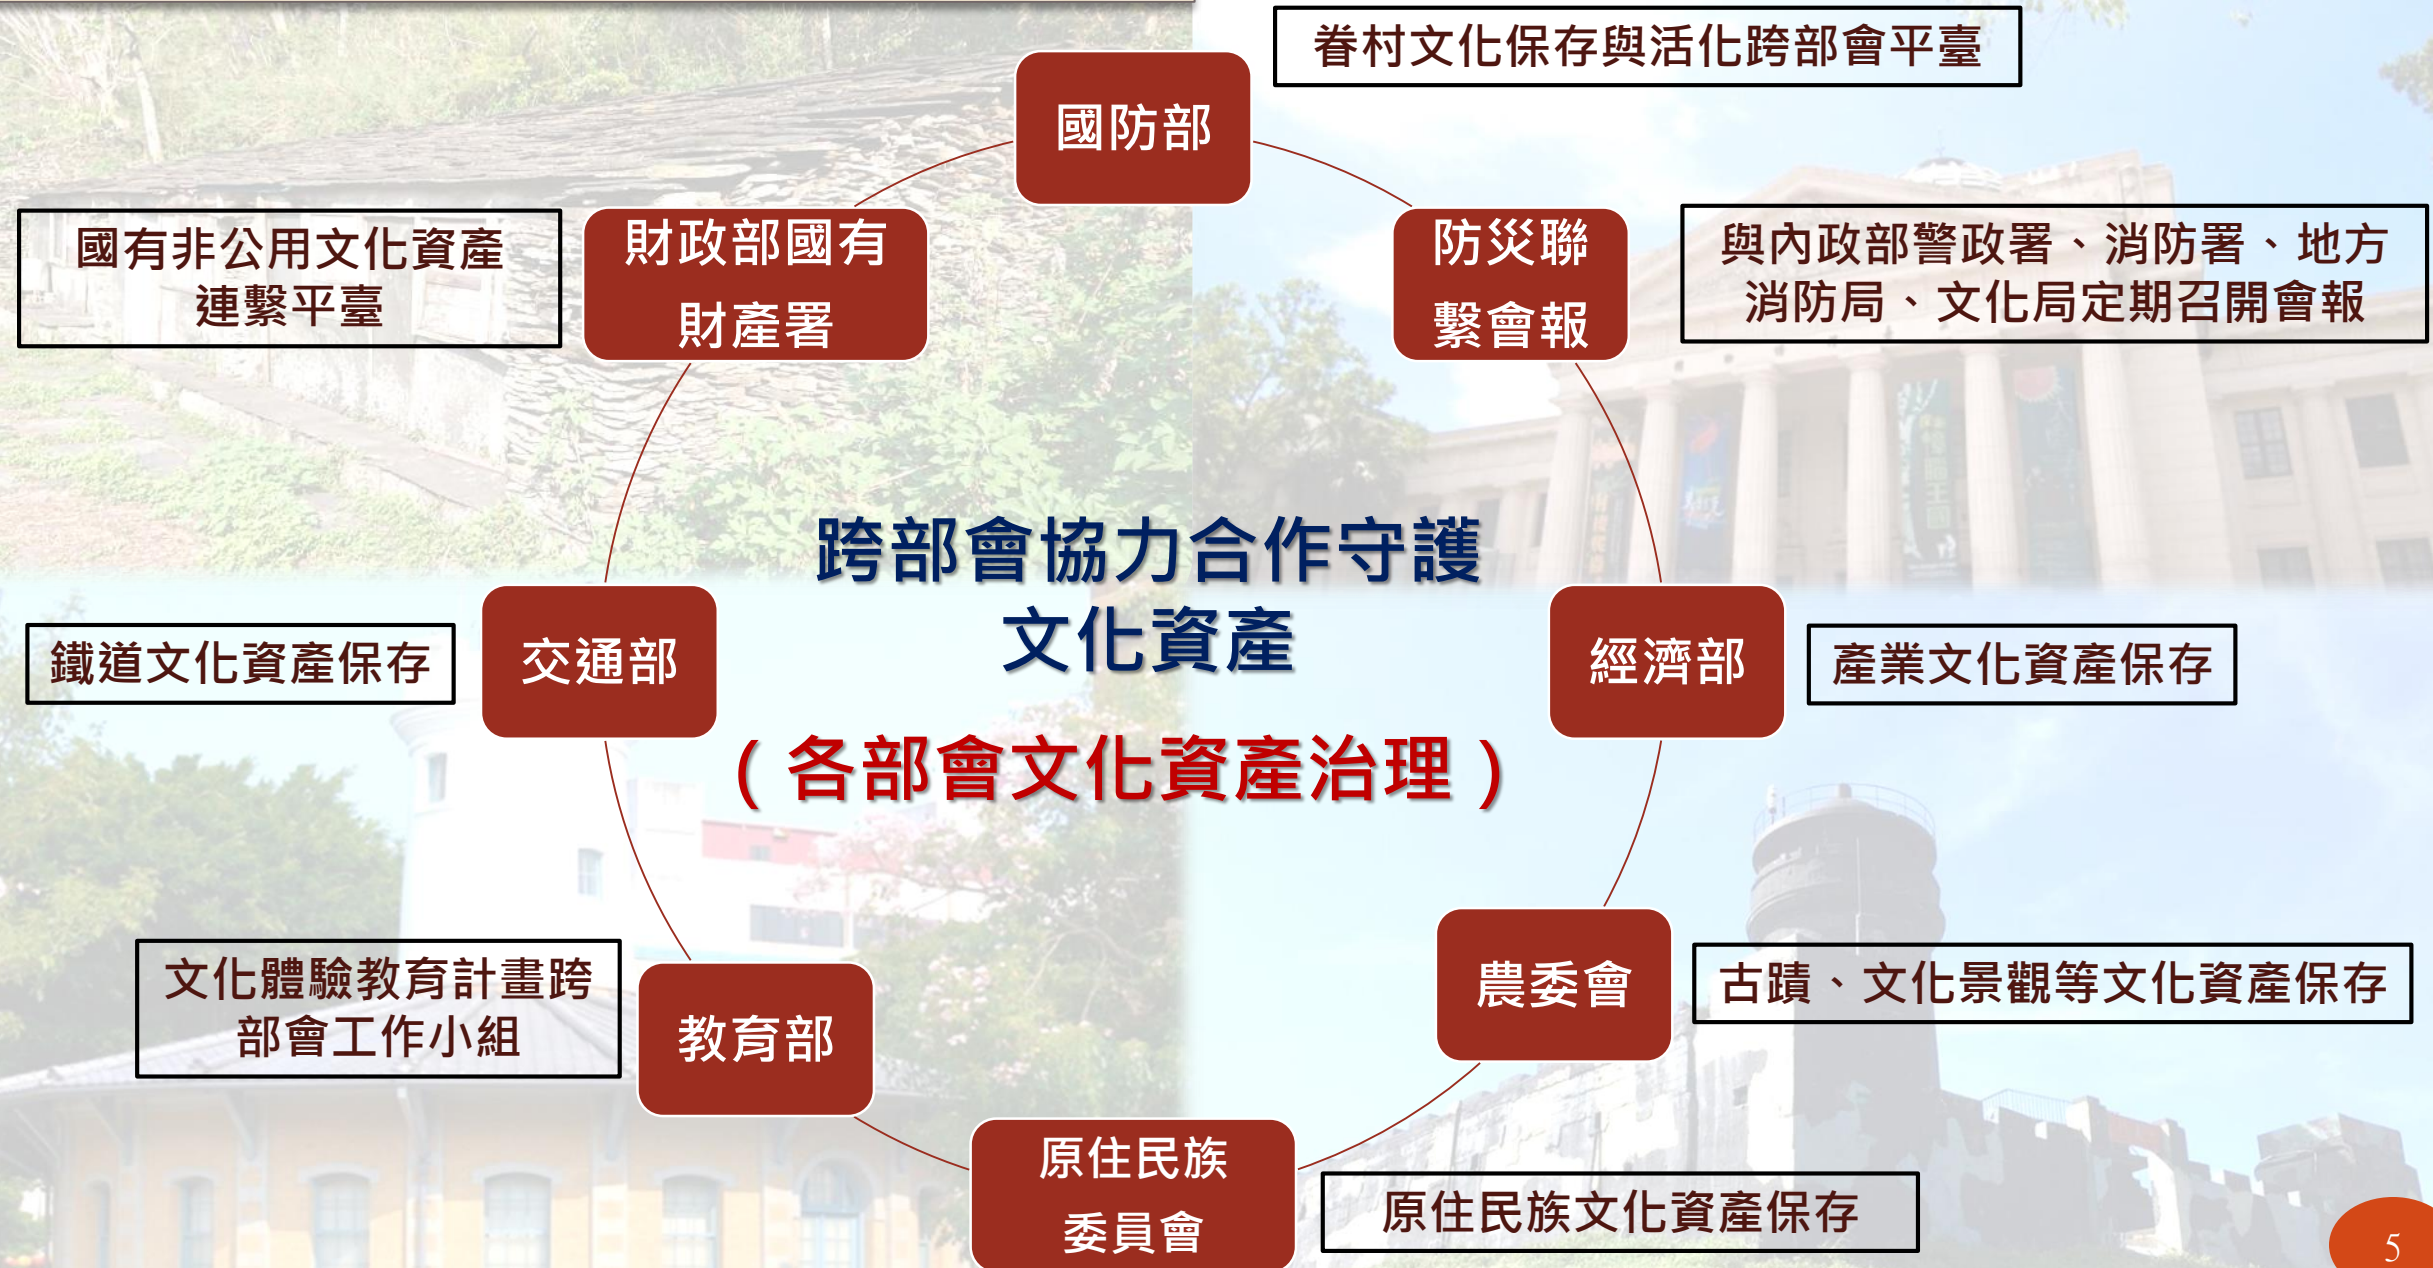 眷村文化保存與活化跨部會平臺
國防部
國有非公用文化資產
連繫平臺
財政部國有
財產署
防災聯
繫會報
與內政部警政署、消防署、地方
消防局、文化局定期召開會報
跨部會協力合作守護
文化資產
（各部會文化資產治理）
鐵道文化資產保存
交通部
經濟部
產業文化資產保存
文化體驗教育計畫跨
部會工作小組
教育部
農委會
古蹟、文化景觀等文化資產保存
原住民族
委員會
原住民族文化資產保存
5